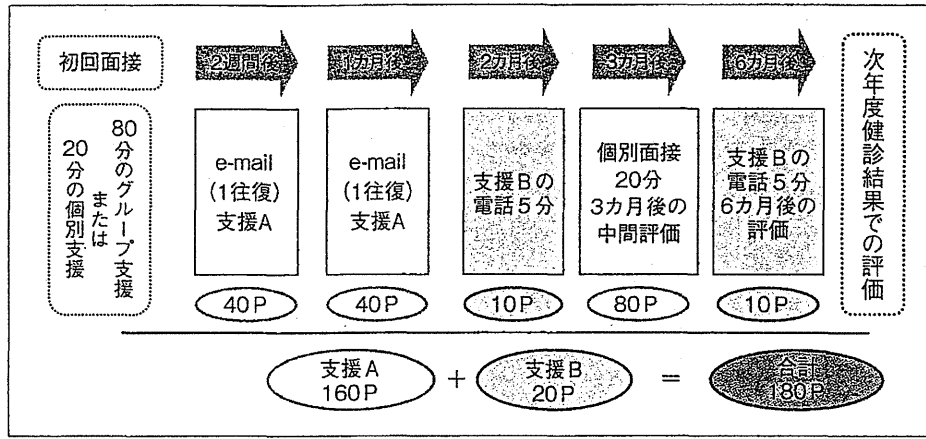 初回面接
2週間後
1カ月後
2カ月後
3カ月後
6カ月後
80分のグループ支援
または
20分の個別支援
e-mail
(1往復)
支援A
e-mail
(1往復)
支援A
支援Bの
電話5分
個別面接
20分
3カ月後の
中間評価
支援Bの
電話5分
6カ月後の
評価
次年度健診結果での評価
40P
40P
10P
80P
10P
支援A
160P
+
支援B
20P
=
合計
180P